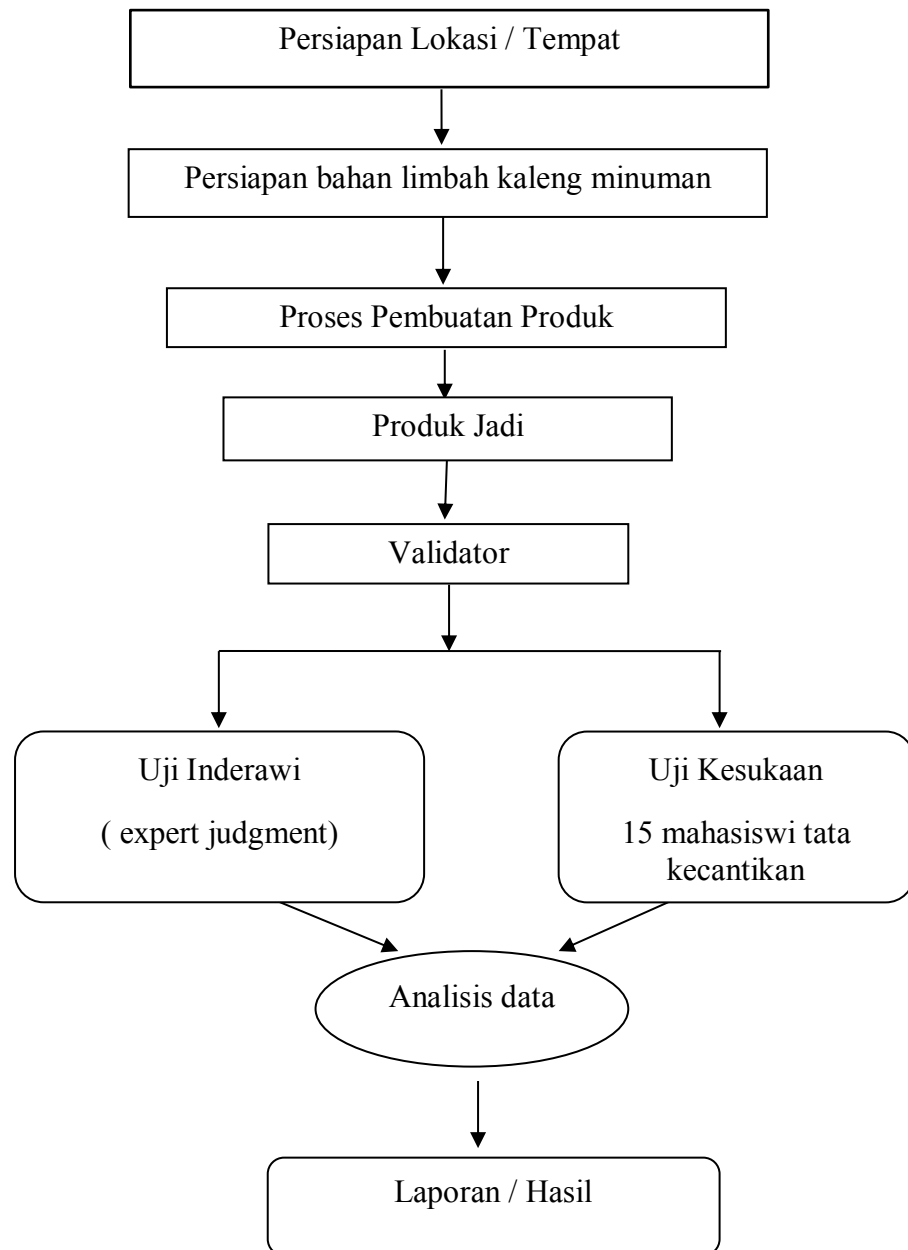 Persiapan Lokasi / Tempat
Persiapan bahan limbah kaleng minuman
Proses Pembuatan Produk
Produk Jadi
Validator
Uji Inderawi
( expert judgment)
Uji Kesukaan
15 mahasiswi tata
kecantikan
Analisis data
Laporan / Hasil